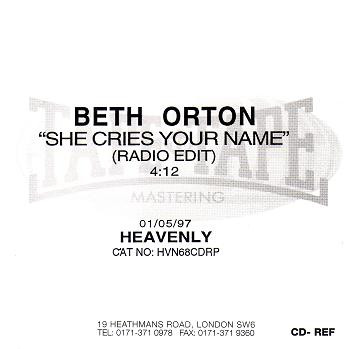 BETH ORTON
"SHE CRIES YOUR NAME"
(RADIO EDIT)
4:12
MASTERING
01/05/97
HEAVENLY
CAT NO: HVN68CDRP
19 HEATHMANS ROAD, LONDON SW6
TEL: 0171-371 0978 FAX: 0171-371 9360
CD- REF